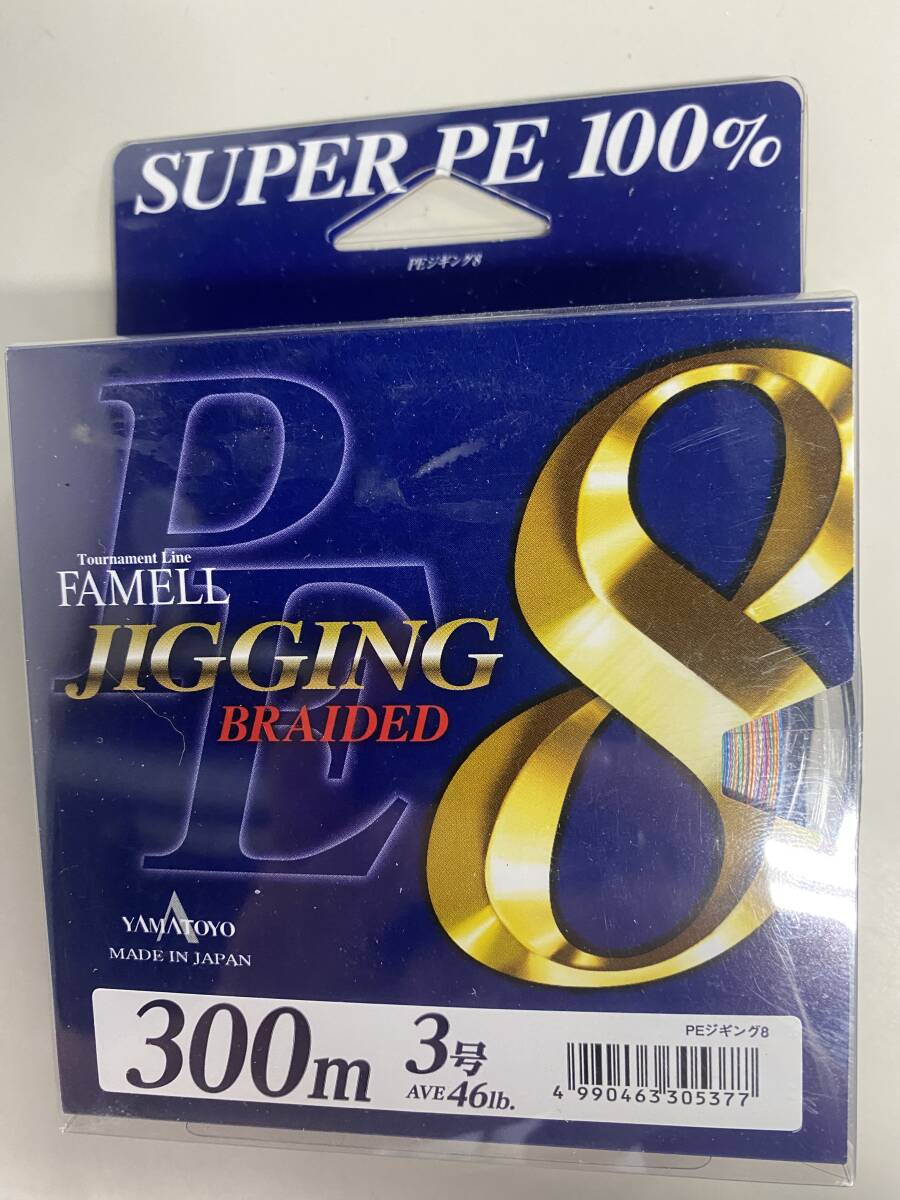 SUPER PE 100%
PEジギング8
PE
8
Tournament Line
FAMELL
JIGGING
BRAIDED
YAMATOYO
MADE IN JAPAN
300m
3号
AVE 46lb.
PEジギング8
4 990463 305377